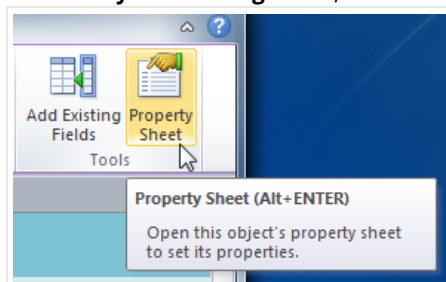 ?
Add Existing Property
Fields Sheet
Tools
Property Sheet (Alt+ENTER)
Open this object's property sheet
to set its properties.